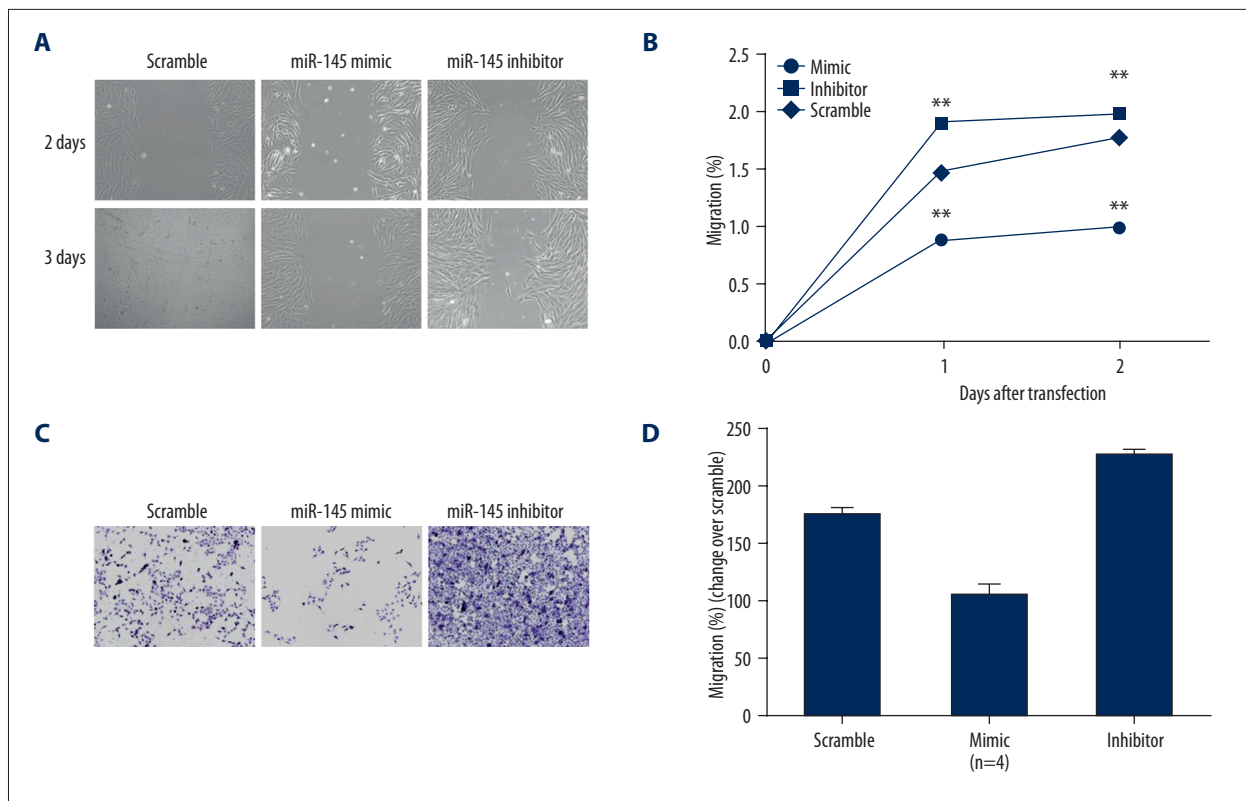 A
Scramble
miR-145 mimic
miR-145 inhibitor
2 days
3 days
B
2.5
2.0
1.5
1.0
0.5
0.0
Migration (%)
Mimic
Inhibitor
Scramble
**
**
**
**
0
1
2
Days after transfection
C
Scramble
miR-145 mimic
miR-145 inhibitor
D
250
200
150
100
50
0
Migration (%) (change over scramble)
Scramble
Mimic
(n=4)
Inhibitor